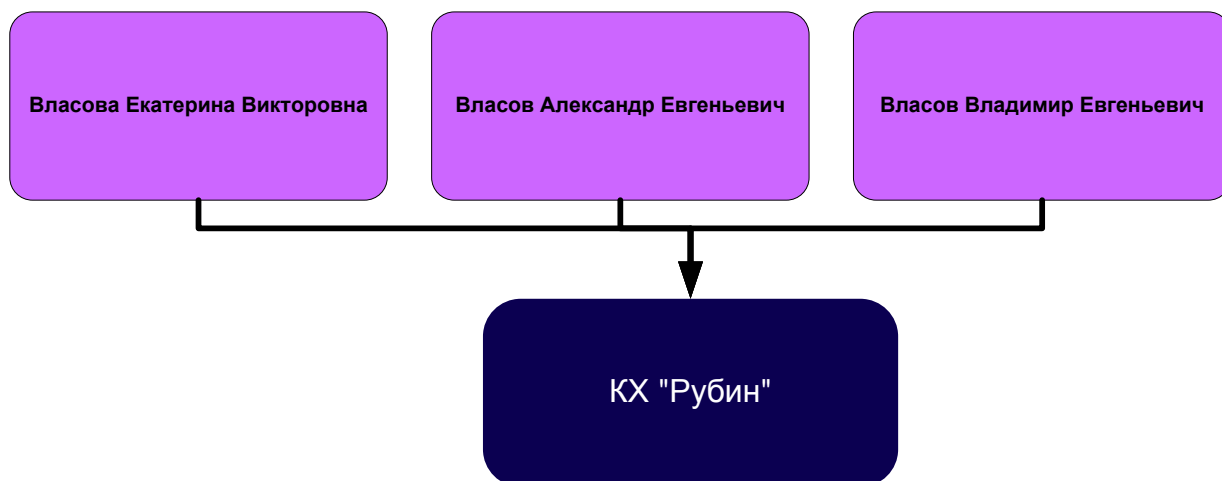 Власова Екатерина Викторовна
Власов Александр Евгеньевич
Власов Владимир Евгеньевич
КХ "Рубин"